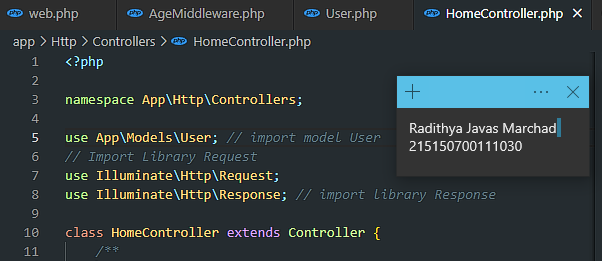 web.php AgeMiddleware.php User.php HomeController.php
app > Http > Controllers > HomeController.php
1 <?php
2
3 namespace App\Http\Controllers;
4
5 use App\Models\User; // import model User
6 // Import Library Request
7 use Illuminate\Http\Request;
8 use Illuminate\Http\Response; // import library Response
9
10 class HomeController extends Controller {
11 /**
Radithya Javas Marchad
215150700111030